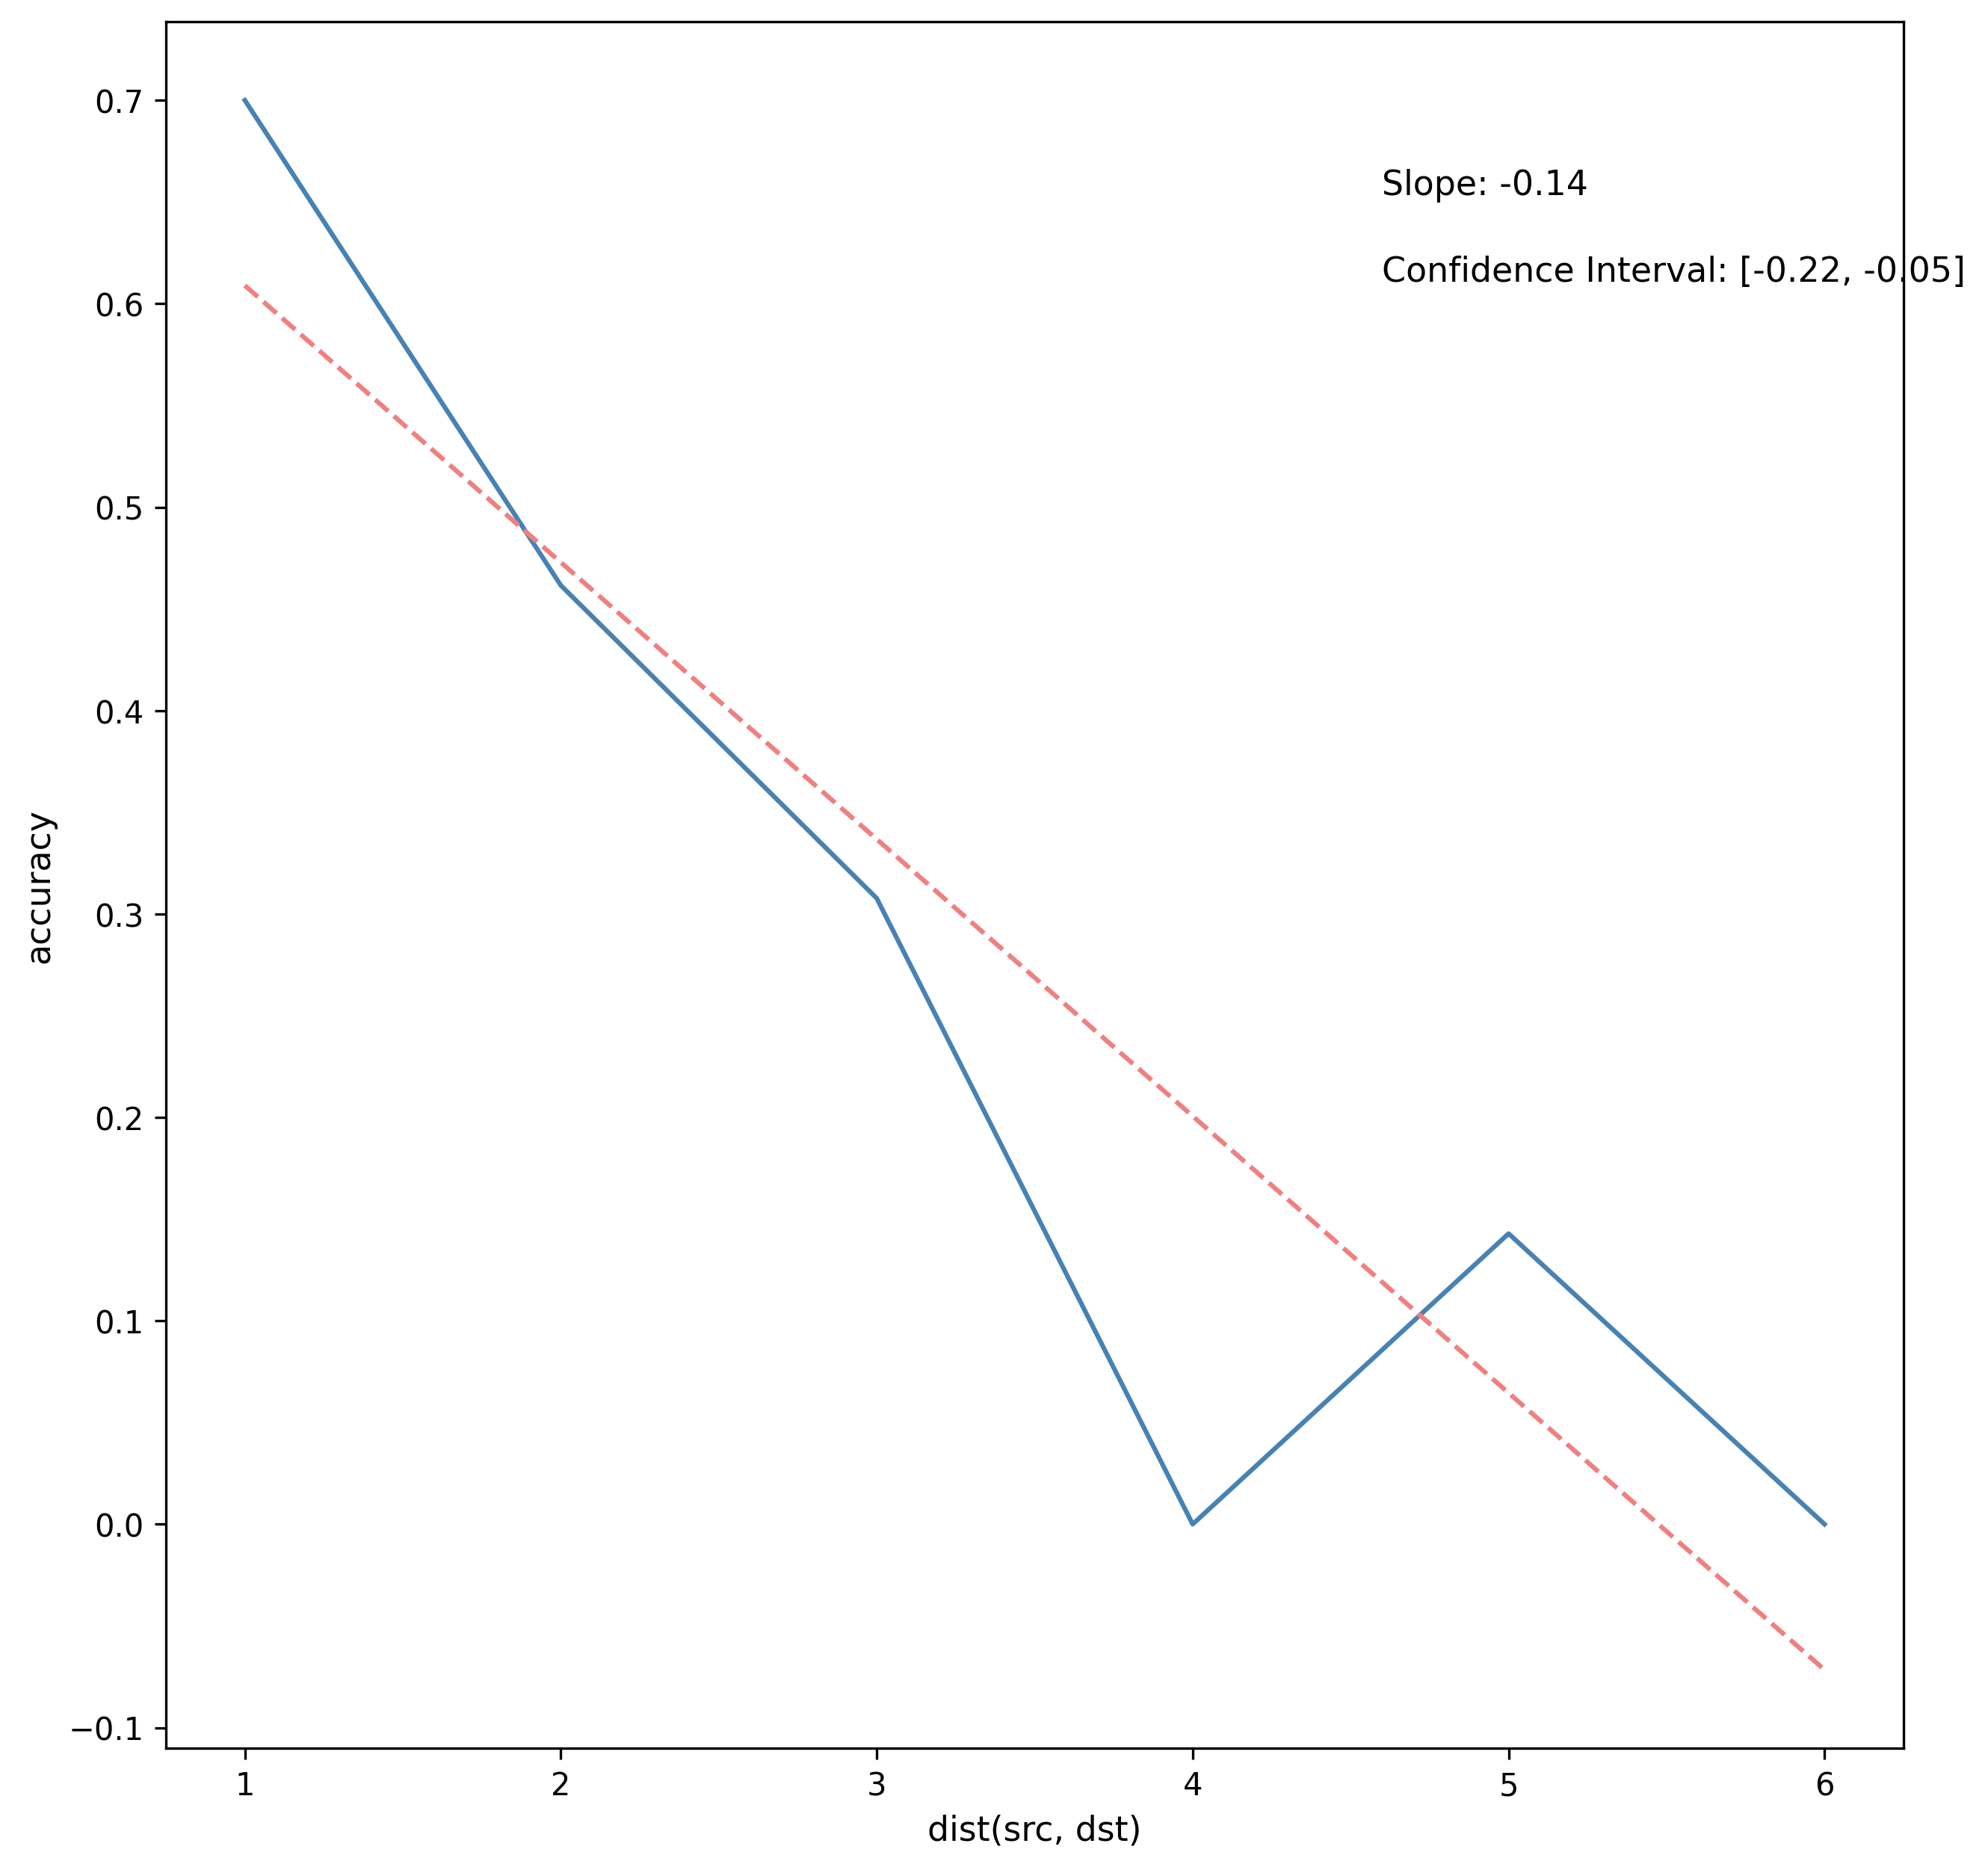 0.7
0.6
0.5
0.4
0.3
0.2
0.1
0.0
−0.1
accuracy
Slope: -0.14
Confidence Interval: [-0.22, -0.05]
1 2 3 4 5 6
dist(src, dst)